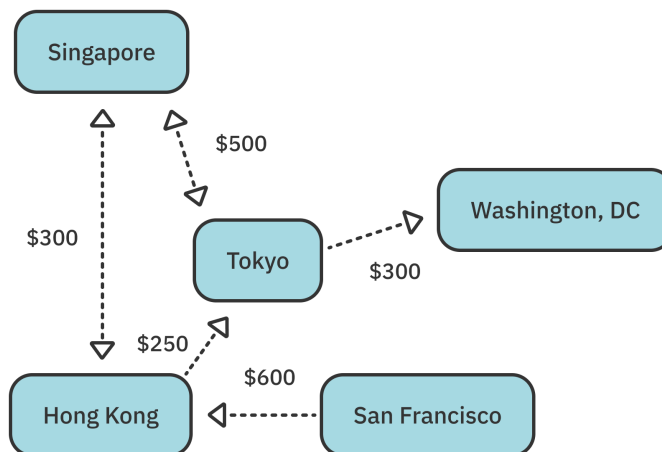 Singapore
$500
Washington, DC
$300
Tokyo
$300
$250
$600
Hong Kong
San Francisco